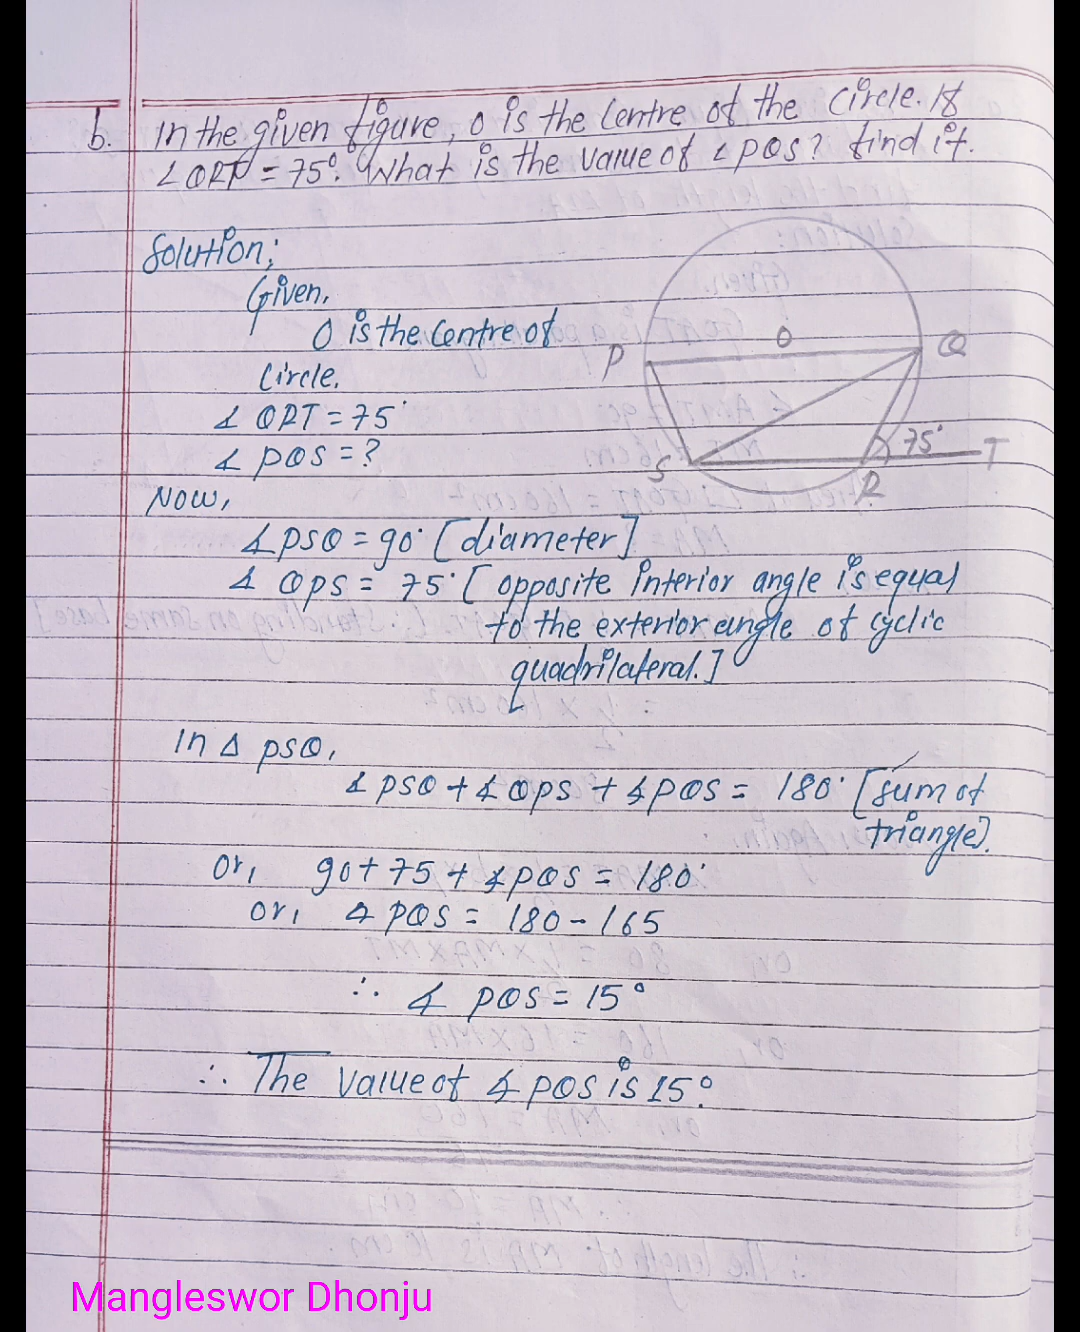 b. In the given figure, O is the Centre of the Circle. If
∠QRP = 75°. What is the value of ∠PQS? find it.
Solution;
Given,
O is the Centre of
Circle.
∠QRT = 75°
∠PQS = ?
Now,
∡PSQ = 90° [diameter]
∡QPS = 75° [opposite interior angle is equal
to the exterior angle of cyclic
quadrilateral.]
P
O
Q
S
R
75°
T
In Δ PSQ,
∡PSQ + ∡QPS + ∡PQS = 180° [sum of
triangle].
or, 90 + 75 + ∡PQS = 180°
or, ∡PQS = 180 - 165
∴ ∡PQS = 15°
∴ The value of ∡PQS is 15°.
Mangleswor Dhonju